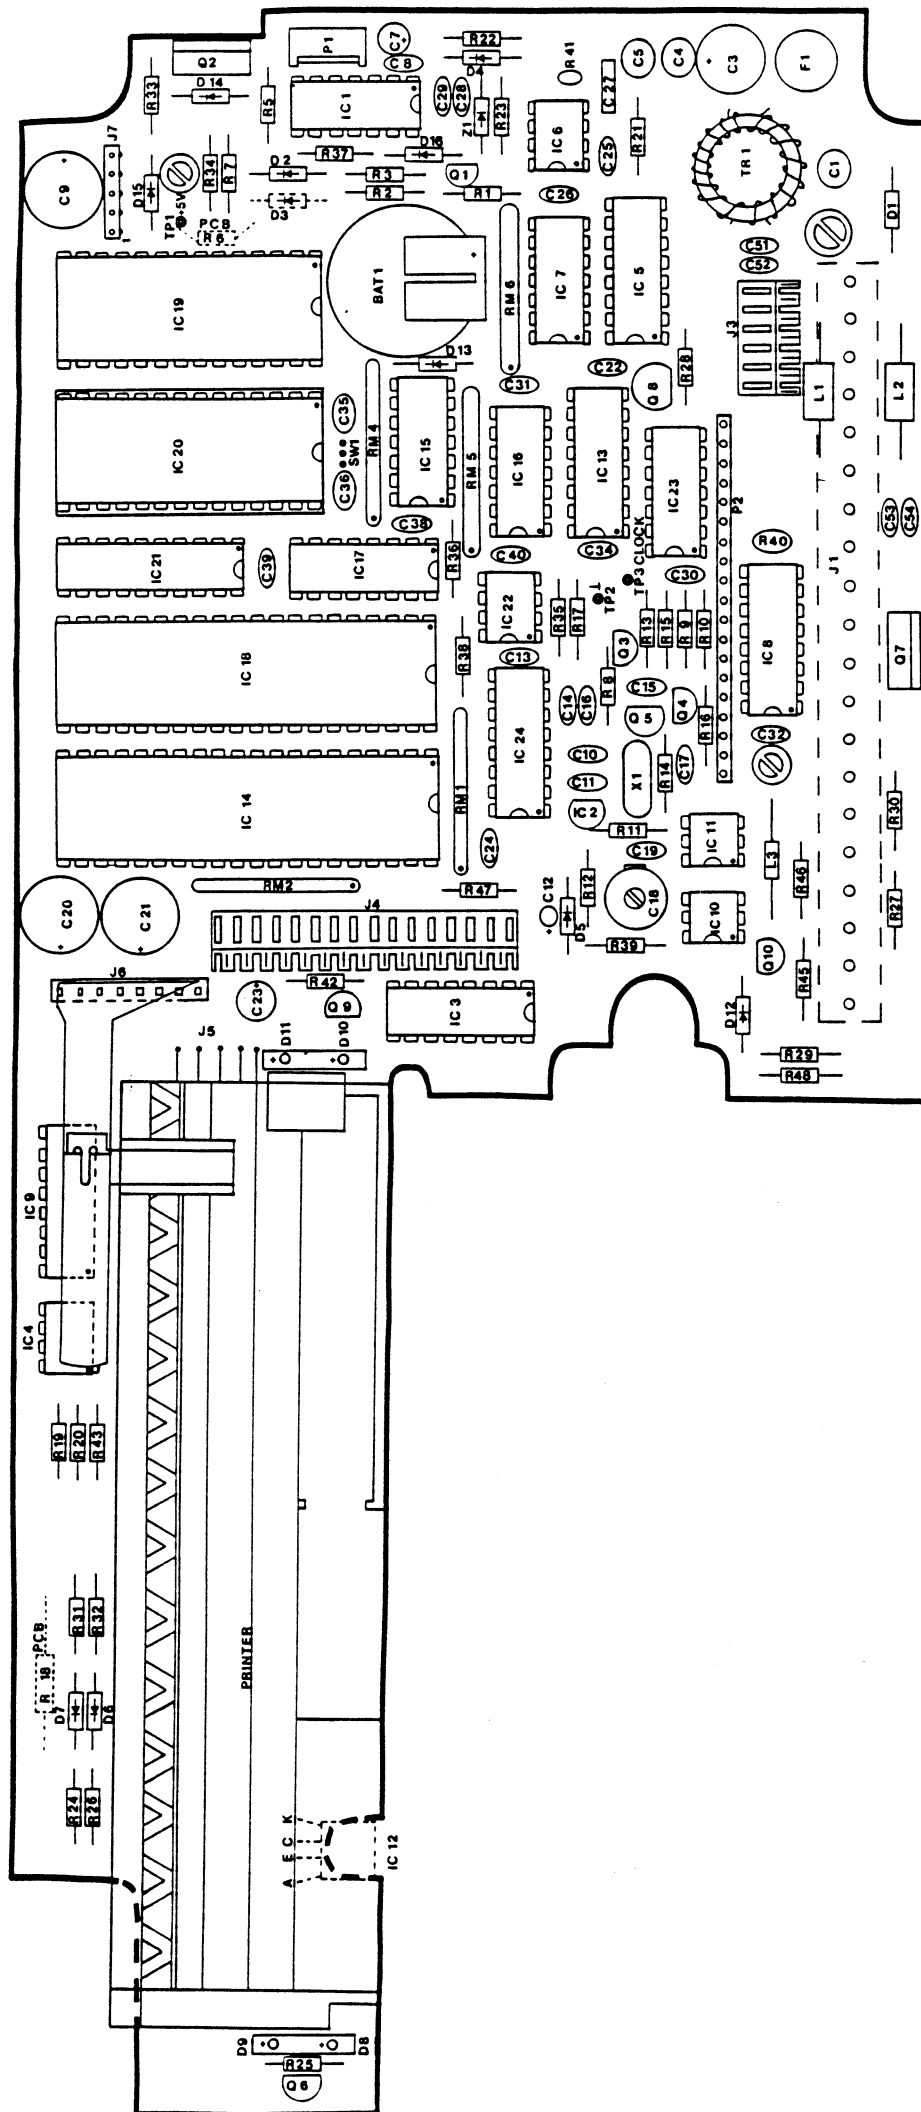 Q2
P1
C7
C8
R22
D4
R41
C5
C4
C3
F1
D14
R33
R5
IC1
C29
C28
Z1
R23
IC6
C27
C25
R21
TR1
C1
D1
J7
C9
D15
TP1
+5V
R34
R7
PCB
R6
D2
D3
R37
D16
R3
R2
Q1
R1
C26
1
IC19
BAT1
RM6
IC7
IC5
C51
C52
J3
D13
C31
C22
Q8
R28
L1
L2
IC20
C35
SW1
C36
RM4
IC15
RM5
IC16
IC13
IC23
P2
C38
CLOCK
TP3
TP2
C53
C54
IC21
C39
IC17
R36
C40
C34
C30
R40
J1
IC22
R35
R17
R13
R15
R9
R10
IC8
Q7
IC18
R38
C13
Q3
R8
C15
C14
C16
Q5
Q4
R16
IC24
C32
IC14
RM1
C10
C11
IC2
X1
R14
C17
R11
C19
IC11
L3
R30
C24
RM2
R47
C12
D5
R12
C18
IC10
R46
R27
C20
C21
J4
R39
Q10
R45
J6
C23
R42
Q9
IC3
D12
J5
D11
D10
R29
R48
IC9
IC4
R19
R20
R43
R31
R32
PCB
R18
D7
D6
PRINTER
R24
R26
A
E
C
K
IC12
D9
D8
R25
Q6